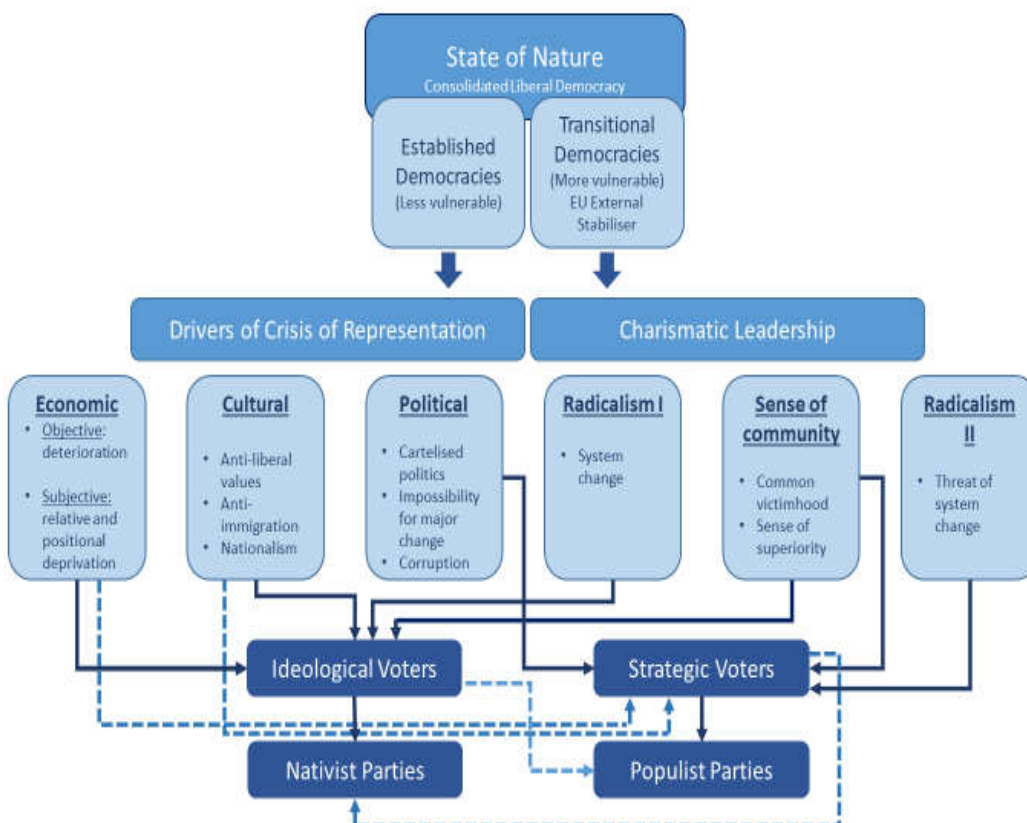 State of Nature
Consolidated Liberal Democracy
Established
Democracies
(Less vulnerable)
Transitional
Democracies
(More vulnerable)
EU External
Stabiliser
Drivers of Crisis of Representation
Charismatic Leadership
Economic
• Objective:
deterioration
• Subjective:
relative and
positional
deprivation
Cultural
• Anti-liberal
values
• Anti-
immigration
• Nationalism
Political
• Cartelised
politics
• Impossibility
for major
change
• Corruption
Radicalism I
• System
change
Sense of
community
• Common
victimhood
• Sense of
superiority
Radicalism
II
• Threat of
system
change
Ideological Voters
Strategic Voters
Nativist Parties
Populist Parties